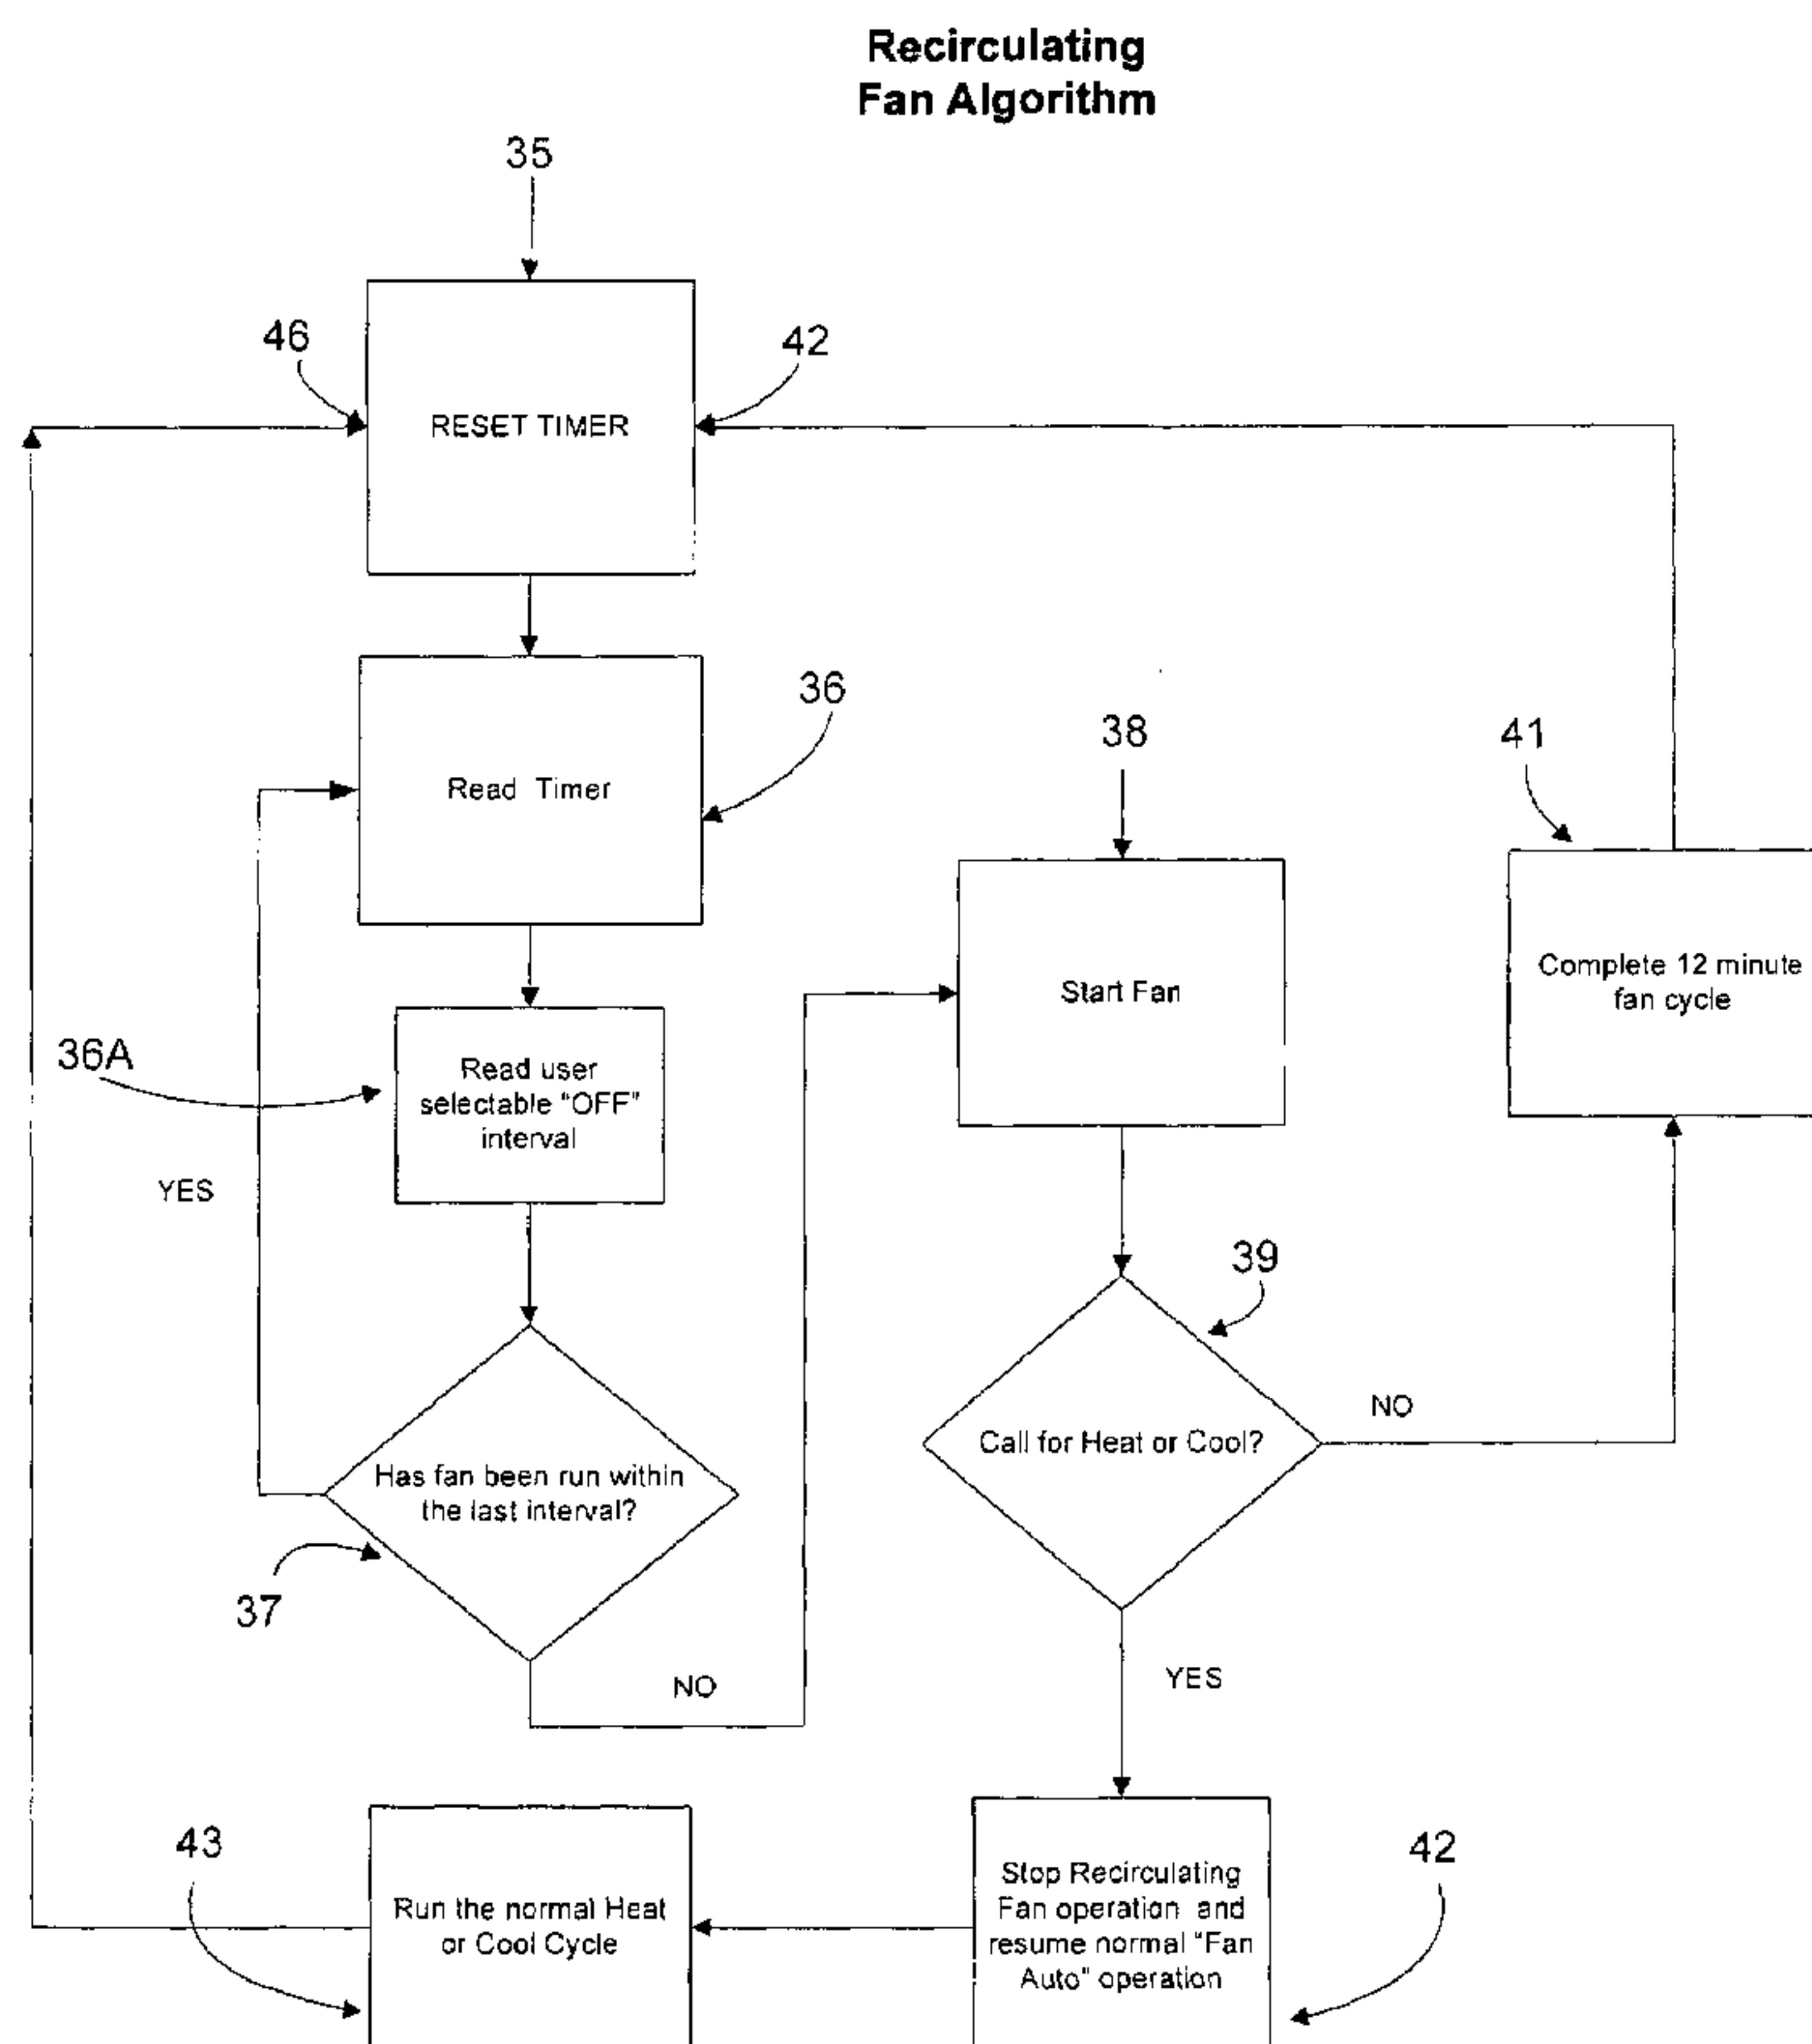 Recirculating
Fan Algorithm
35
46
42
RESET TIMER
36
Read Timer
38
41
Start Fan
Complete 12 minute
fan cycle
36A
Read user
selectable "OFF"
interval
YES
39
Call for Heat or Cool?
NO
Has fan been run within
the last interval?
37
NO
YES
43
42
Run the normal Heat
or Cool Cycle
Stop Recirculating
Fan operation and
resume normal "Fan
Auto" operation